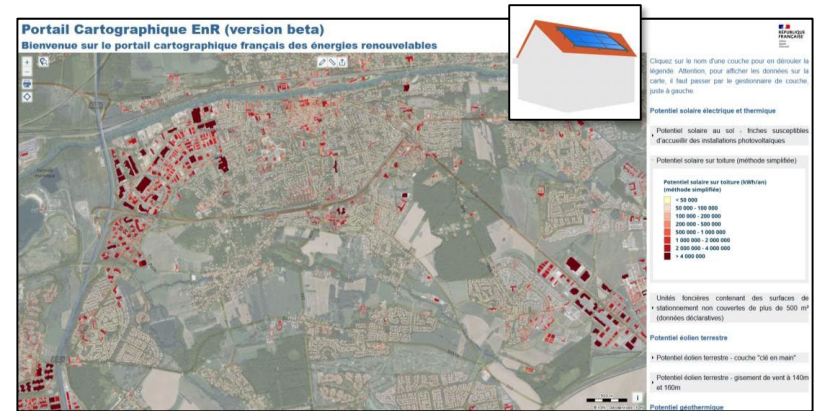 Portail Cartographique EnR (version beta)
Bienvenue sur le portail cartographique français des énergies renouvelables
RÉPUBLIQUE
FRANÇAISE
Cliquez sur le nom d'une couche pour en dérouler la
légende. Attention, pour afficher les données sur la
carte, il faut passer par le gestionnaire de couche,
juste à gauche.
Potentiel solaire électrique et thermique
Potentiel solaire au sol - friches susceptibles
d'accueillir des installations photovoltaïques
Potentiel solaire sur toiture (méthode simplifiée)
Potentiel solaire sur toiture (kWh/an)
(méthode simplifiée)
< 50 000
50 000 - 100 000
100 000 - 200 000
200 000 - 500 000
500 000 - 1 000 000
1 000 000 - 2 000 000
2 000 000 - 4 000 000
> 4 000 000
Unités foncières contenant des surfaces de
stationnement non couvertes de plus de 500 m²
(données déclaratives)
Potentiel éolien terrestre
Potentiel éolien terrestre - couche "clé en main"
Potentiel éolien terrestre - gisement de vent à 140m
et 160m
Potentiel géothermique